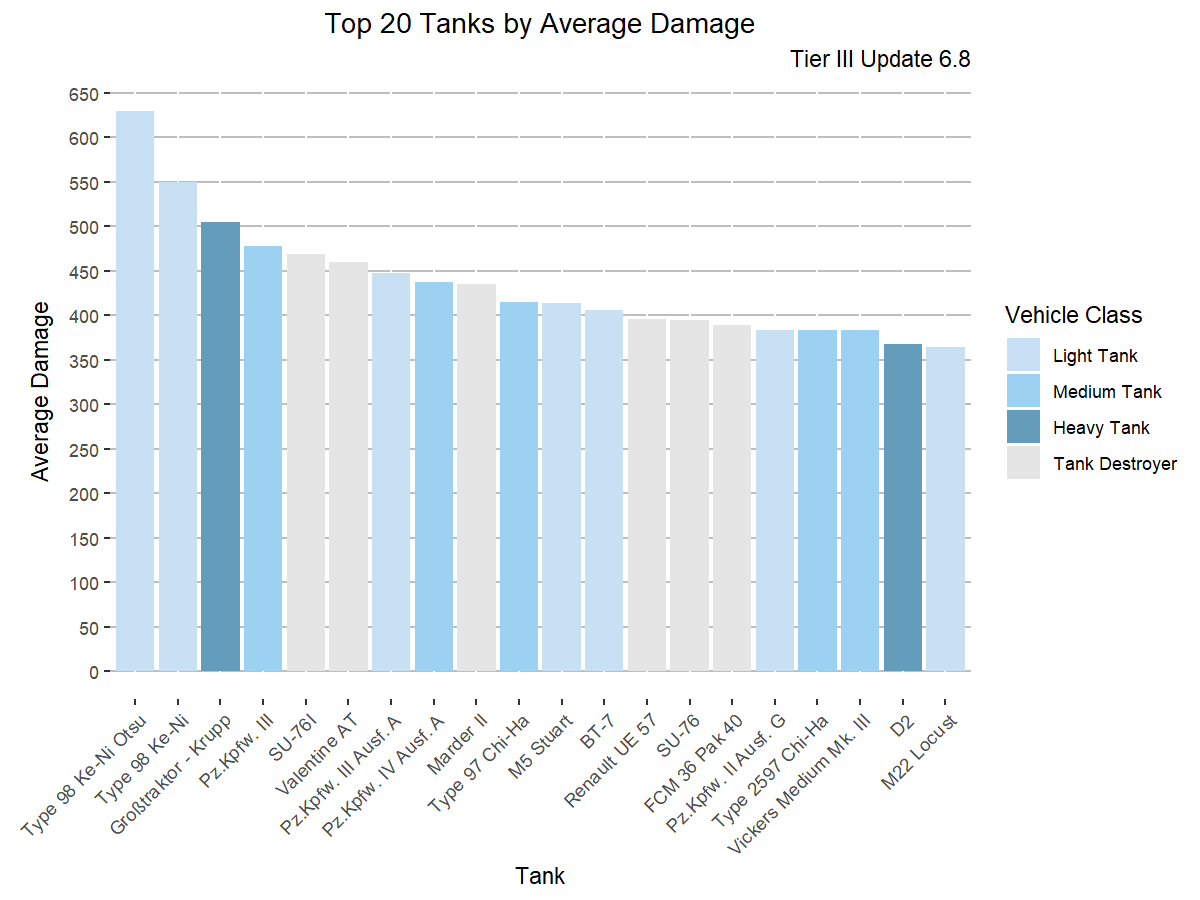 Top 20 Tanks by Average Damage
Tier III Update 6.8
Average Damage
650
600
550
500
450
400
350
300
250
200
150
100
50
0
Type 98 Ke-Ni Otsu
Type 98 Ke-Ni
Großtraktor - Krupp
Pz.Kpfw. III
SU-76I
Valentine AT
Pz.Kpfw. III Ausf. A
Pz.Kpfw. IV Ausf. A
Marder II
Type 97 Chi-Ha
M5 Stuart
BT-7
Renault UE 57
SU-76
FCM 36 Pak 40
Pz.Kpfw. II Ausf. G
Type 2597 Chi-Ha
Vickers Medium Mk. III
D2
M22 Locust
Tank
Vehicle Class
Light Tank
Medium Tank
Heavy Tank
Tank Destroyer